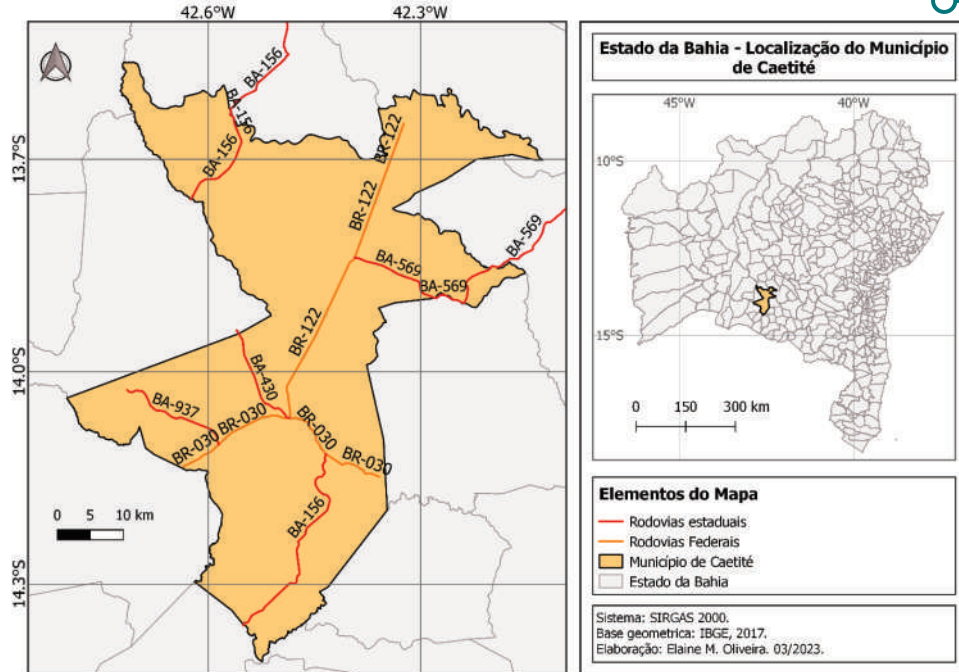 42.6°W
42.3°W
BA-156
BA-156
BA-156
BR-122
13.7°S
BR-122
BA-569
BA-569
BA-569
BR-122
14.0°S
BA-430
BA-937
BR-030
BR-030
BR-030
BR-030
BA-156
0 5 10 km
14.3°S
Estado da Bahia - Localização do Município
de Caetité
45°W
40°W
10°S
15°S
0 150 300 km
Elementos do Mapa
Rodovias estaduais
Rodovias Federais
Município de Caetité
Estado da Bahia
Sistema: SIRGAS 2000.
Base geometrica: IBGE, 2017.
Elaboração: Elaine M. Oliveira. 03/2023.